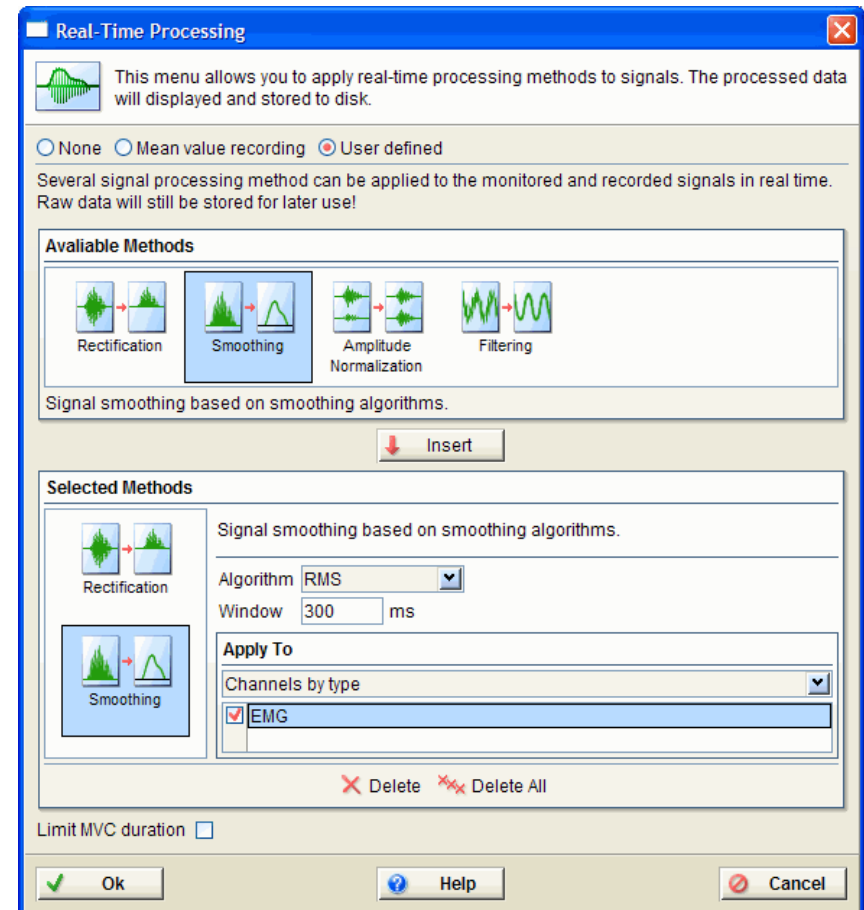 Real-Time Processing
This menu allows you to apply real-time processing methods to signals. The processed data
will displayed and stored to disk.
None Mean value recording User defined
Several signal processing method can be applied to the monitored and recorded signals in real time.
Raw data will still be stored for later use!
Avaliable Methods
Rectification Smoothing Amplitude Normalization Filtering
Signal smoothing based on smoothing algorithms.
Insert
Selected Methods
Rectification
Smoothing
Signal smoothing based on smoothing algorithms.
Algorithm RMS
Window 300 ms
Apply To
Channels by type
EMG
Delete Delete All
Limit MVC duration
Ok Help Cancel